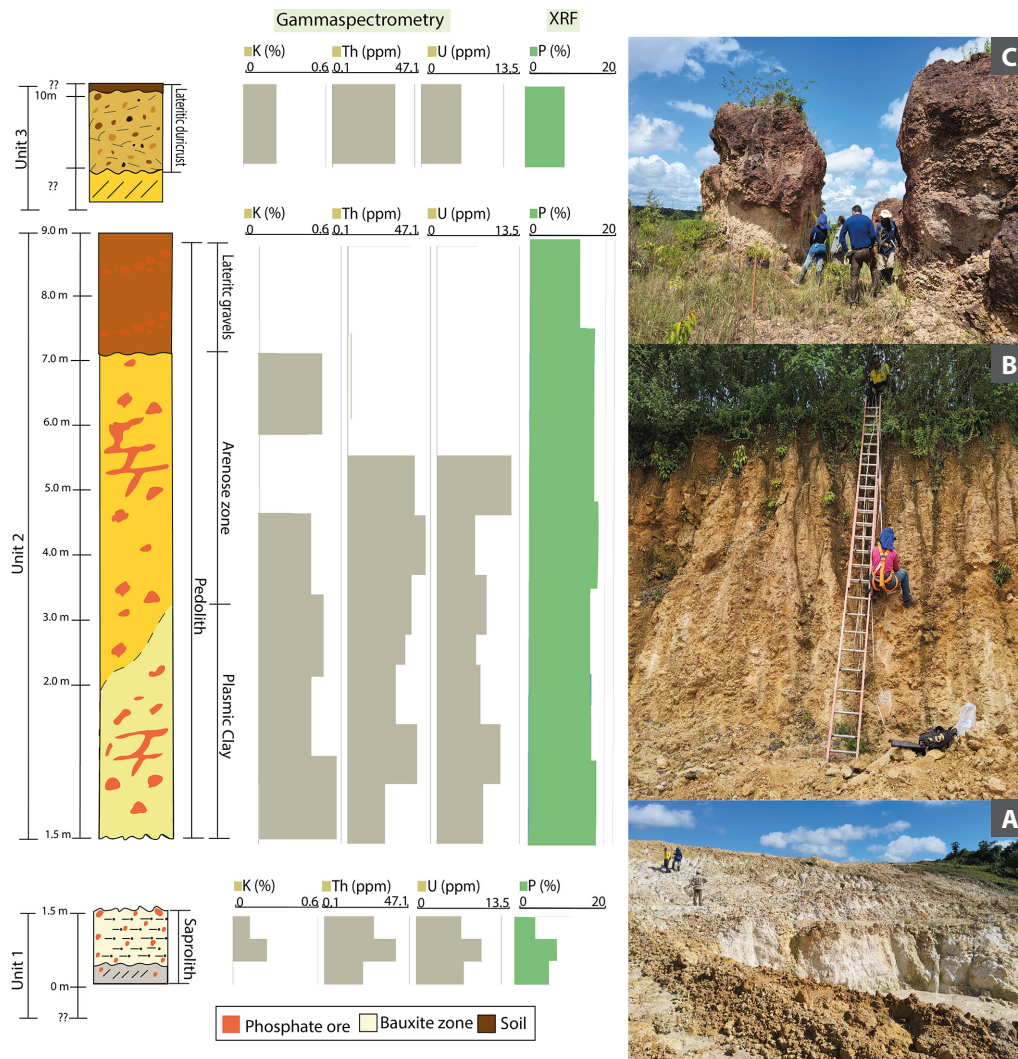 Gammaspectrometry
XRF
K (%)
Th (ppm)
U (ppm)
P (%)
0
0.6
0.1
47.1
0
13.5
0
20
C
Unit 3
??
10m
??
Lateritic duricrust
K (%)
Th (ppm)
U (ppm)
P (%)
0
0.6
0.1
47.1
0
13.5
0
20
Unit 2
9.0 m
8.0 m
7.0 m
6.0 m
5.0 m
4.0 m
3.0 m
2.0 m
1.5 m
Pedolith
Lateritc gravels
Arenose zone
Plasmic Clay
B
A
K (%)
Th (ppm)
U (ppm)
P (%)
0
0.6
0.1
47.1
0
13.5
0
20
Unit 1
1.5 m
0 m
??
Saprolith
Phosphate ore
Bauxite zone
Soil